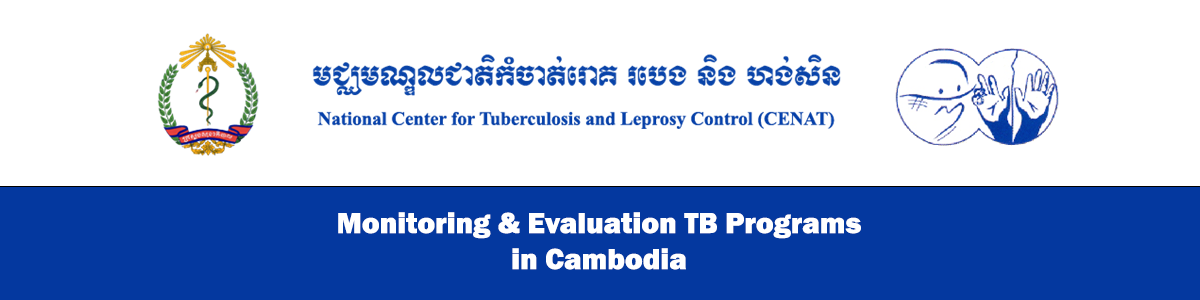 មជ្ឈមណ្ឌលជាតិកំចាត់រោគ របេង និង ហង់សិន
National Center for Tuberculosis and Leprosy Control (CENAT)
Monitoring & Evaluation TB Programs
in Cambodia